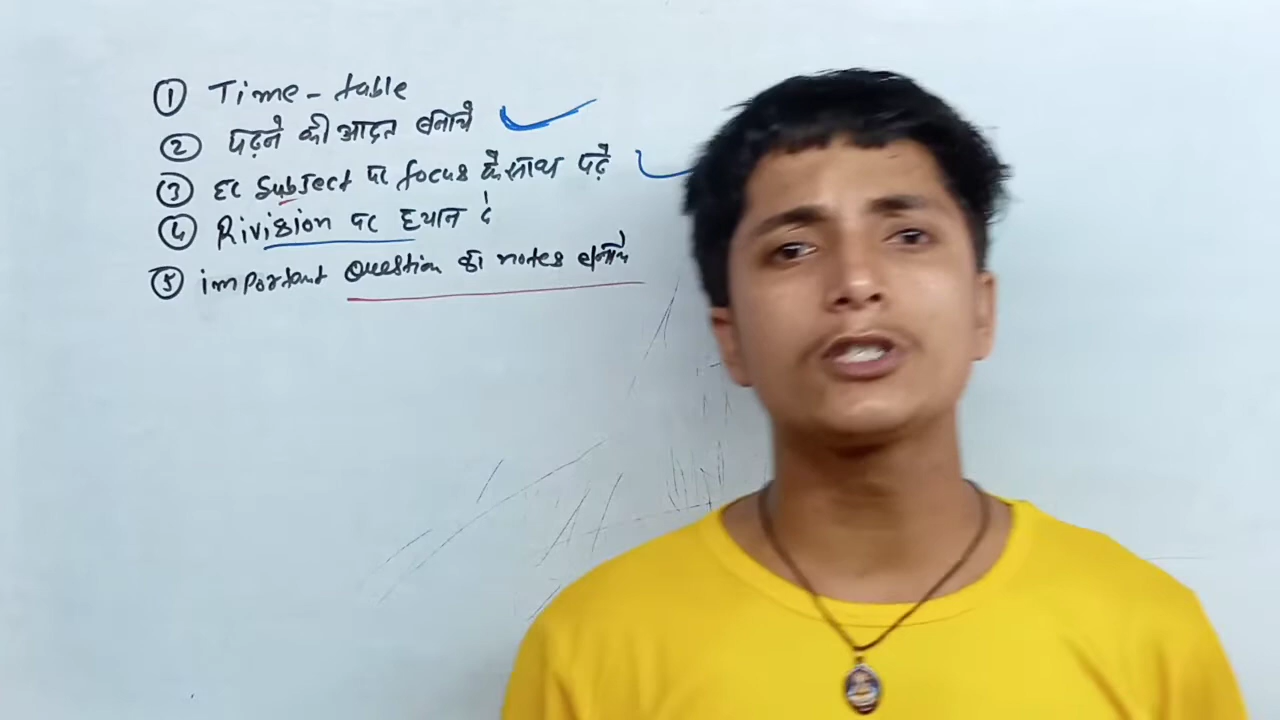 ① Time - table
② पढ़ने की आदत बनाये
③ हर Subject पर focus के साथ पढ़े
④ Rivision पर ध्यान दे
⑤ important Question का notes बनाये